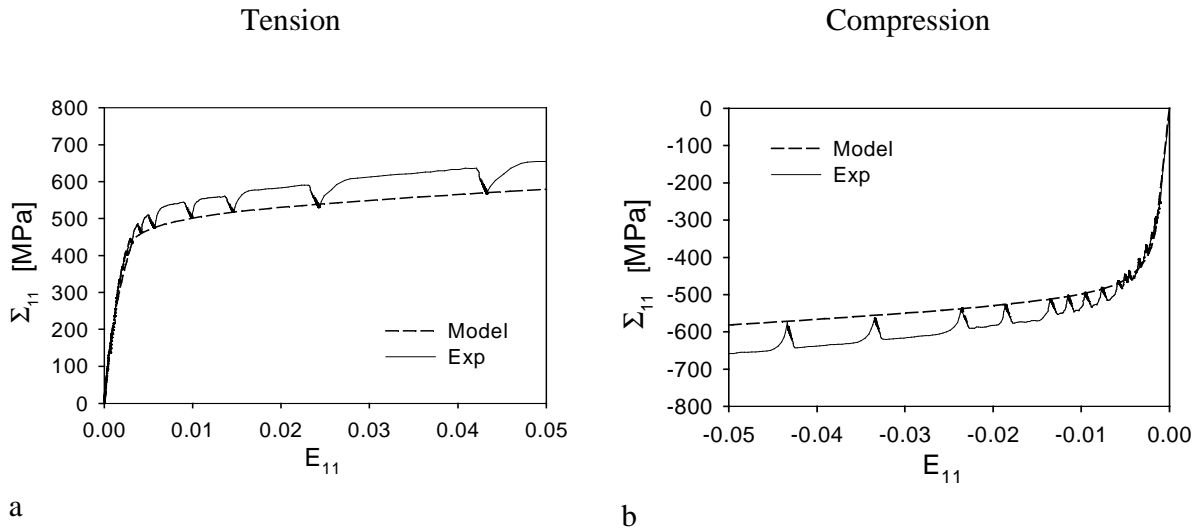 Tension
Compression
800
700
600
500
400
300
200
100
0
Σ11 [MPa]
Model
Exp
0.00 0.01 0.02 0.03 0.04 0.05
E11
a
0
-100
-200
-300
-400
-500
-600
-700
-800
Σ11 [MPa]
Model
Exp
-0.05 -0.04 -0.03 -0.02 -0.01 0.00
E11
b